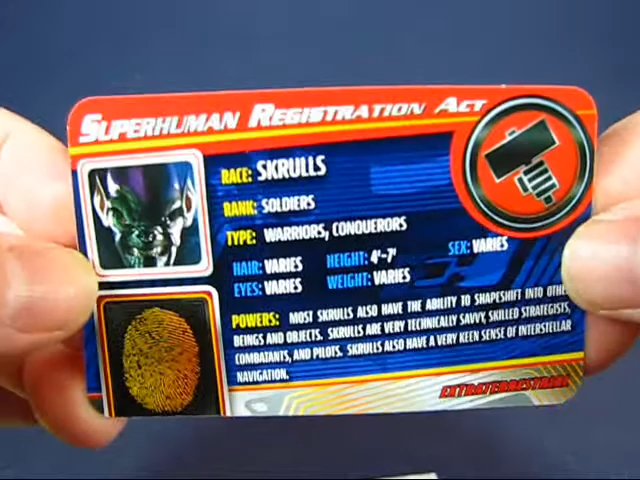 SUPERHUMAN REGISTRATION ACT
RACE: SKRULLS
RANK: SOLDIERS
TYPE: WARRIORS, CONQUERORS
HAIR: VARIES HEIGHT: 4'-7' SEX: VARIES
EYES: VARIES WEIGHT: VARIES
POWERS: MOST SKRULLS ALSO HAVE THE ABILITY TO SHAPESHIFT INTO
BEINGS AND OBJECTS. SKRULLS ARE VERY TECHNICALLY SAVVY, SKILLED STRATEGISTS,
COMBATANTS, AND PILOTS. SKRULLS ALSO HAVE A VERY KEEN SENSE OF INTERSTELLAR
NAVIGATION.
EXTRATERRESTRIAL